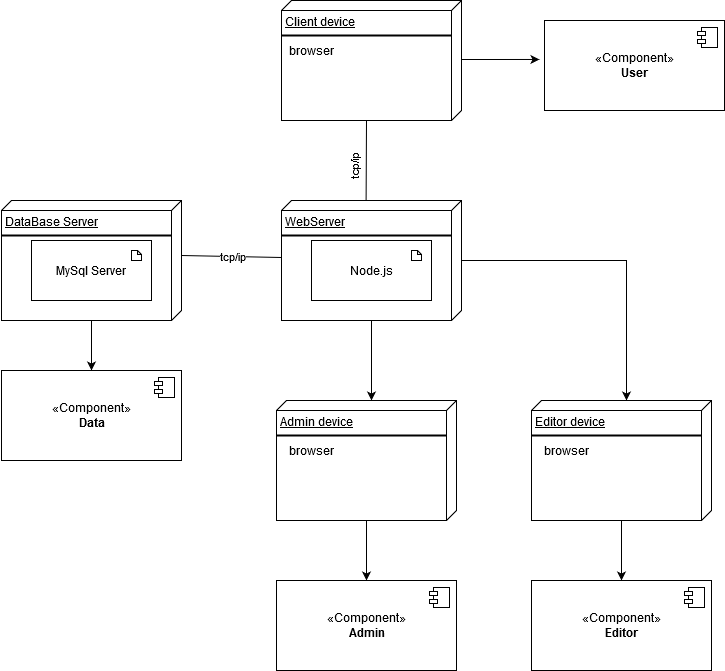 Client device
browser
«Component»
User
tcp/ip
DataBase Server
MySql Server
tcp/ip
WebServer
Node.js
«Component»
Data
Admin device
browser
Editor device
browser
«Component»
Admin
«Component»
Editor